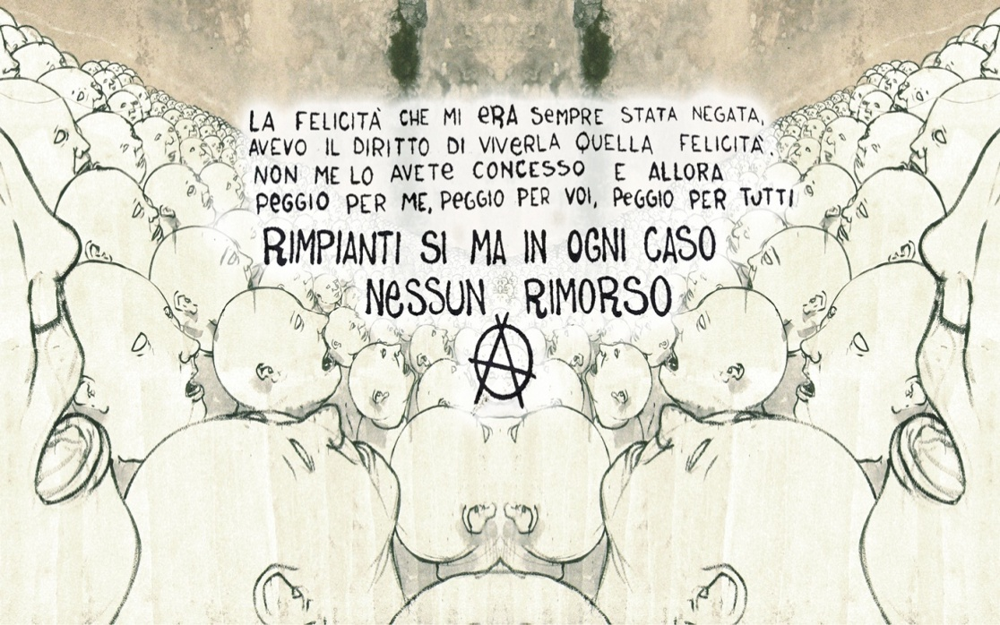 LA FELICITÀ CHE MI eRA SeMPRE STATA NEGATA,
AVEVO IL DIRITTO DI VIVeRLA QUELLA FELICITÀ.
NON ME LO AVETe CONCESSO E ALLORA
PeGGIO PER ME, PeGGIO PER VOI, PeGGIO PER TUTTI
RIMPIANTI SI MA IN OGNI CASO
NeSSUN RIMORSO
A